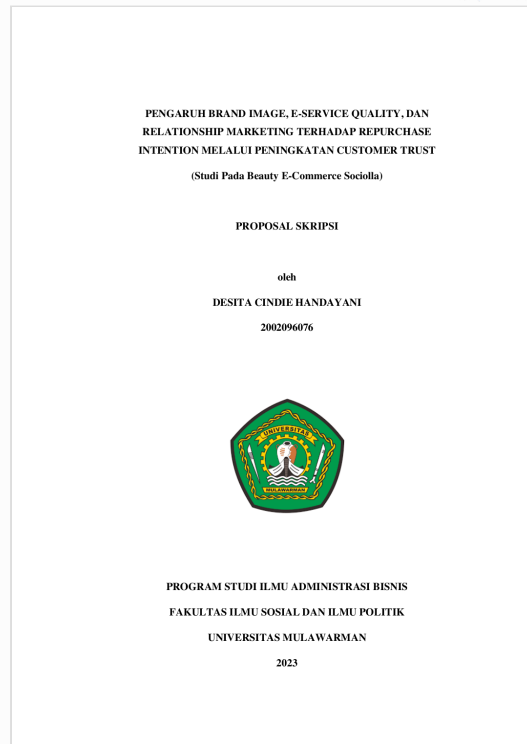 PENGARUH BRAND IMAGE, E-SERVICE QUALITY, DAN
RELATIONSHIP MARKETING TERHADAP REPURCHASE
INTENTION MELALUI PENINGKATAN CUSTOMER TRUST
(Studi Pada Beauty E-Commerce Sociolla)
PROPOSAL SKRIPSI
oleh
DESITA CINDIE HANDAYANI
2002096076
UNIVERSITAS
MULAWARMAN
PROGRAM STUDI ILMU ADMINISTRASI BISNIS
FAKULTAS ILMU SOSIAL DAN ILMU POLITIK
UNIVERSITAS MULAWARMAN
2023